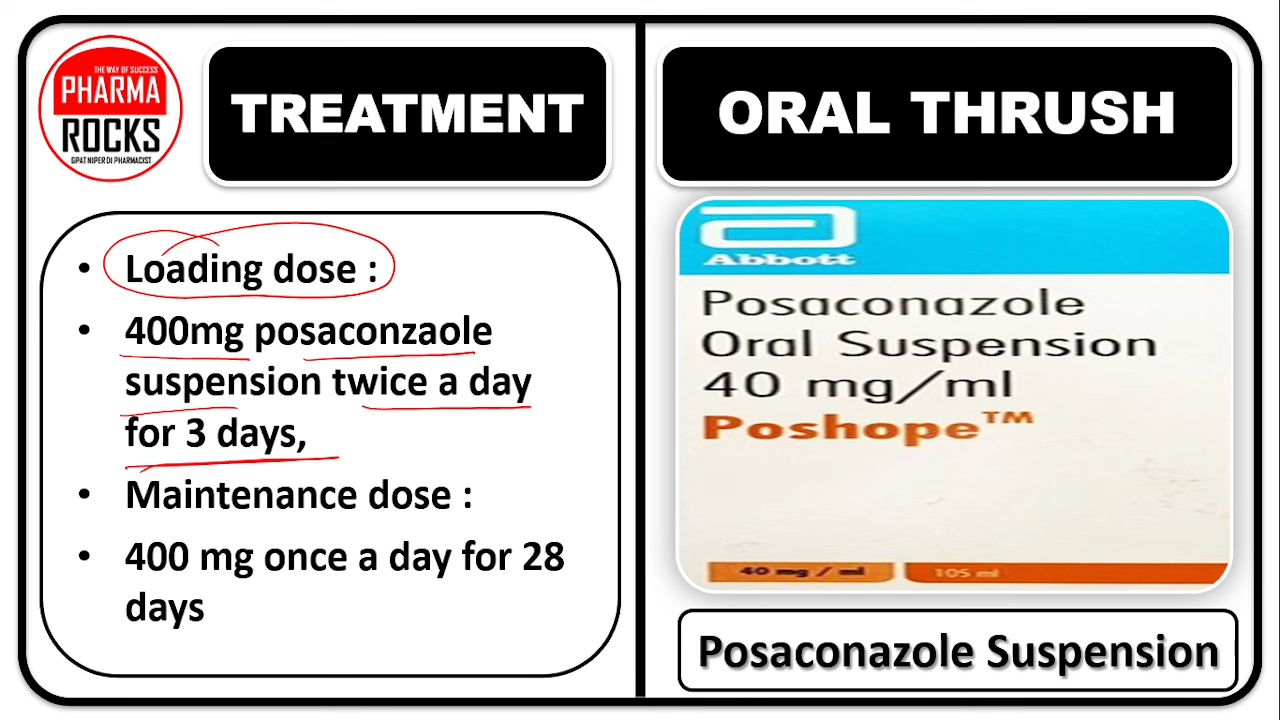 THE WAY OF SUCCESS
PHARMA
ROCKS
GPAT NIPER DI PHARMACIST
TREATMENT
• Loading dose :
• 400mg posaconzaole
suspension twice a day
for 3 days,
• Maintenance dose :
• 400 mg once a day for 28
days
ORAL THRUSH
Abbott
Posaconazole
Oral Suspension
40 mg/ml
Poshope™
40 mg / ml
105 ml
Posaconazole Suspension